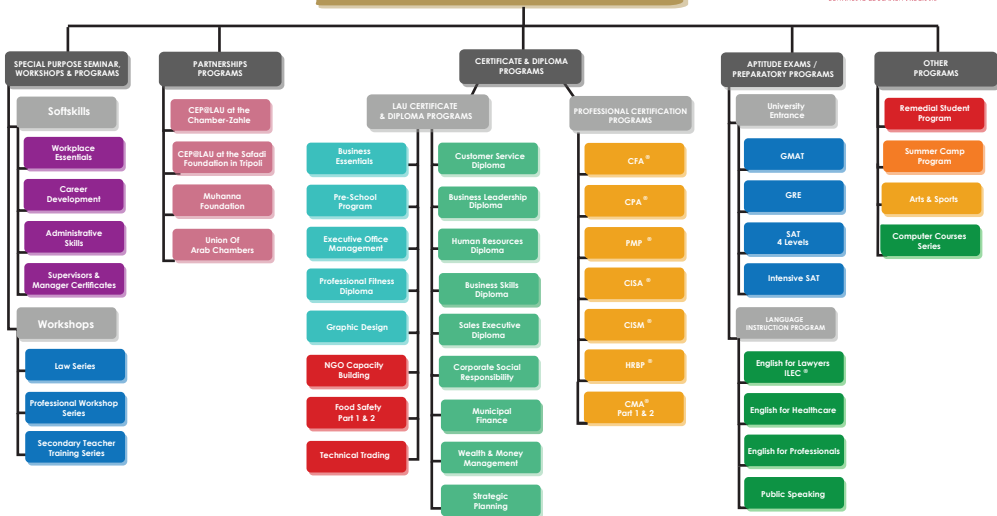 SPECIAL PURPOSE SEMINAR,
WORKSHOPS & PROGRAMS
Softskills
Workplace
Essentials
Career
Development
Administrative
Skills
Supervisors &
Manager Certificates
Workshops
Law Series
Professional Workshop
Series
Secondary Teacher
Training Series
PARTNERSHIPS
PROGRAMS
CEP@LAU at the
Chamber-Zahle
CEP@LAU at the Safadi
Foundation in Tripoli
Muhanna
Foundation
Union Of
Arab Chambers
CERTIFICATE & DIPLOMA
PROGRAMS
LAU CERTIFICATE
& DIPLOMA PROGRAMS
Business
Essentials
Pre-School
Program
Executive Office
Management
Professional Fitness
Diploma
Graphic Design
NGO Capacity
Building
Food Safety
Part 1 & 2
Technical Trading
Customer Service
Diploma
Business Leadership
Diploma
Human Resources
Diploma
Business Skills
Diploma
Sales Executive
Diploma
Corporate Social
Responsibility
Municipal
Finance
Wealth & Money
Management
Strategic
Planning
PROFESSIONAL CERTIFICATION
PROGRAMS
CFA ®
CPA ®
PMP ®
CISA ®
CISM ®
HRBP ®
CMA®
Part 1 & 2
APTITUDE EXAMS /
PREPARATORY PROGRAMS
University
Entrance
GMAT
GRE
SAT
4 Levels
Intensive SAT
LANGUAGE
INSTRUCTION PROGRAM
English for Lawyers
ILEC ®
English for Healthcare
English for Professionals
Public Speaking
OTHER
PROGRAMS
Remedial Student
Program
Summer Camp
Program
Arts & Sports
Computer Courses
Series